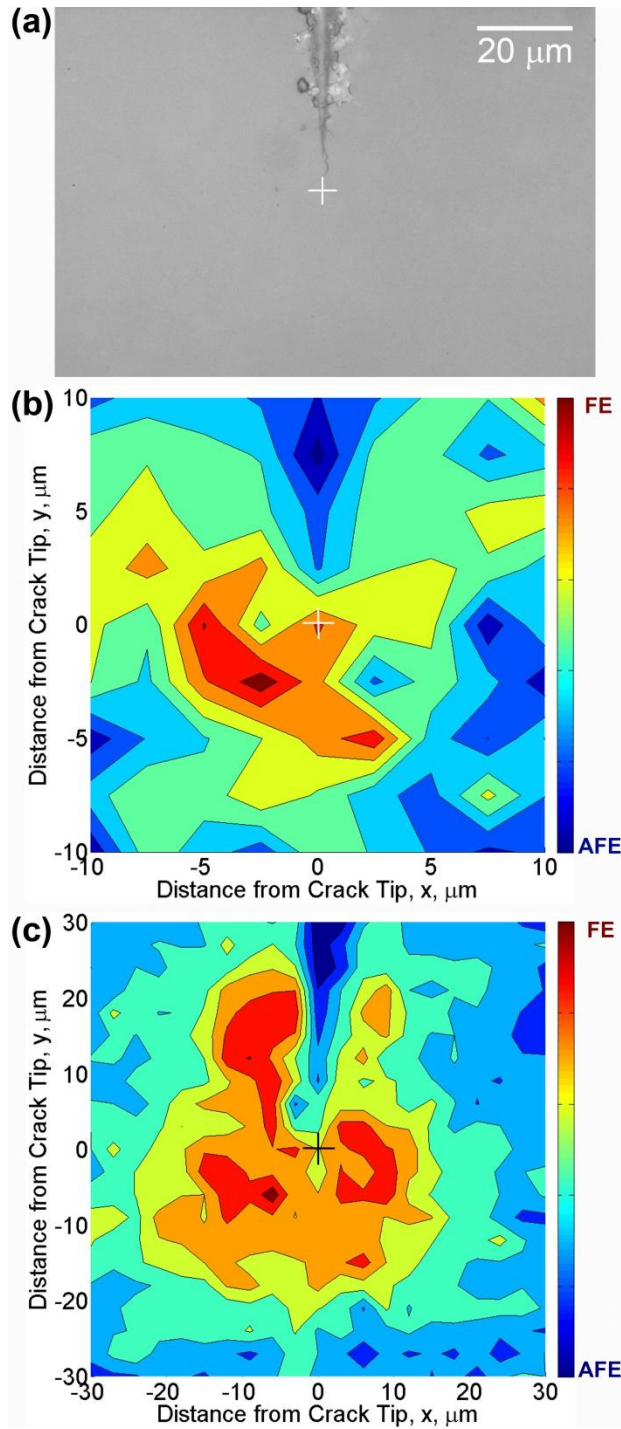 (a)
20 μm
(b)
FE
10
5
0
-5
-10
-10 -5 0 5 10
Distance from Crack Tip, y, μm
Distance from Crack Tip, x, μm
AFE
(c)
FE
30
20
10
0
-10
-20
-30
-30 -20 -10 0 10 20 30
Distance from Crack Tip, y, μm
Distance from Crack Tip, x, μm
AFE